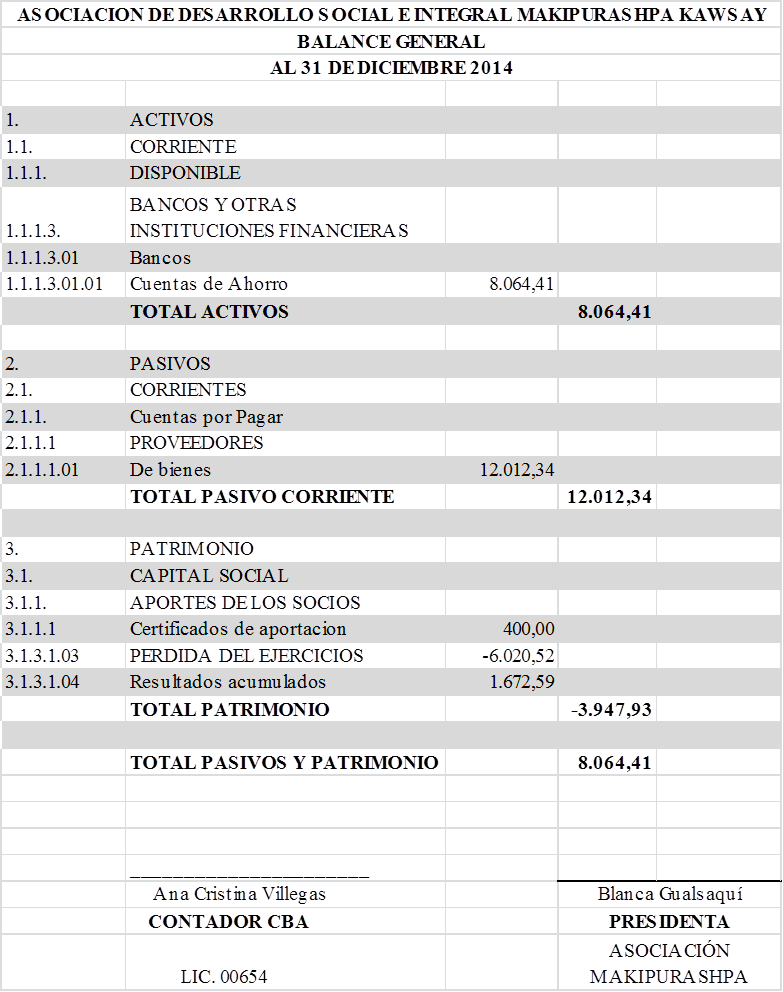 ASOCIACION DE DESARROLLO SOCIAL E INTEGRAL MAKIPURASHPA KAWSAY
BALANCE GENERAL
AL 31 DE DICIEMBRE 2014
1. ACTIVOS
1.1. CORRIENTE
1.1.1. DISPONIBLE
BANCOS Y OTRAS
1.1.1.3. INSTITUCIONES FINANCIERAS
1.1.1.3.01 Bancos
1.1.1.3.01.01 Cuentas de Ahorro 8.064,41
TOTAL ACTIVOS 8.064,41
2. PASIVOS
2.1. CORRIENTES
2.1.1. Cuentas por Pagar
2.1.1.1 PROVEEDORES
2.1.1.1.01 De bienes 12.012,34
TOTAL PASIVO CORRIENTE 12.012,34
3. PATRIMONIO
3.1. CAPITAL SOCIAL
3.1.1. APORTES DE LOS SOCIOS
3.1.1.1 Certificados de aportacion 400,00
3.1.3.1.03 PERDIDA DEL EJERCICIOS -6.020,52
3.1.3.1.04 Resultados acumulados 1.672,59
TOTAL PATRIMONIO -3.947,93
TOTAL PASIVOS Y PATRIMONIO 8.064,41
Ana Cristina Villegas Blanca Gualsaquí
CONTADOR CBA PRESIDENTA
ASOCIACIÓN
LIC. 00654 MAKIPURASHPA